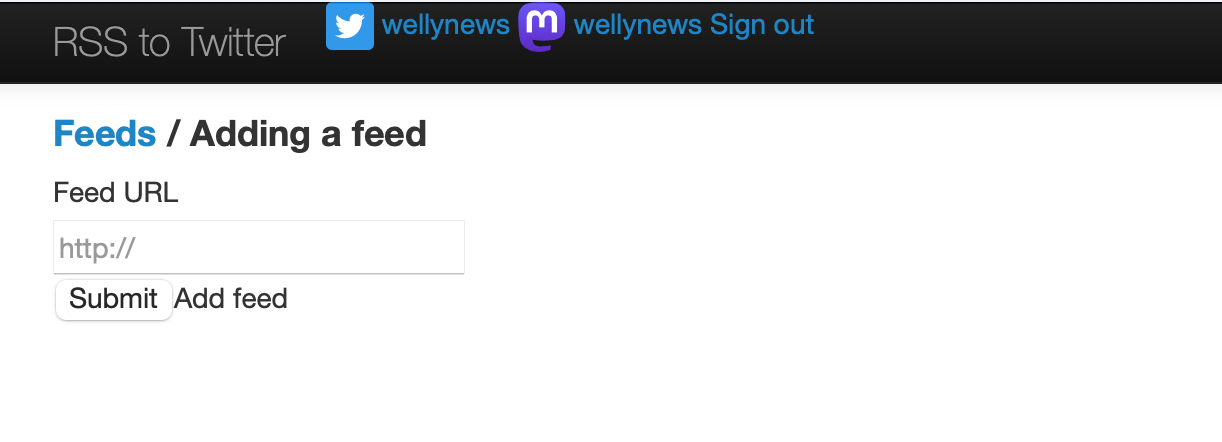 RSS to Twitter wellynews wellynews Sign out
Feeds / Adding a feed
Feed URL
http://
Submit Add feed